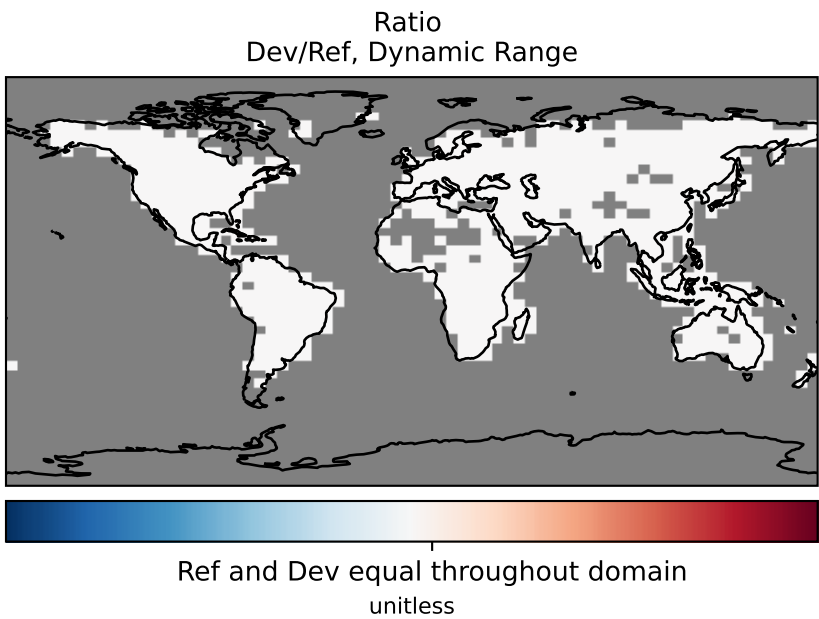 Ratio
Dev/Ref, Dynamic Range
Ref and Dev equal throughout domain
unitless